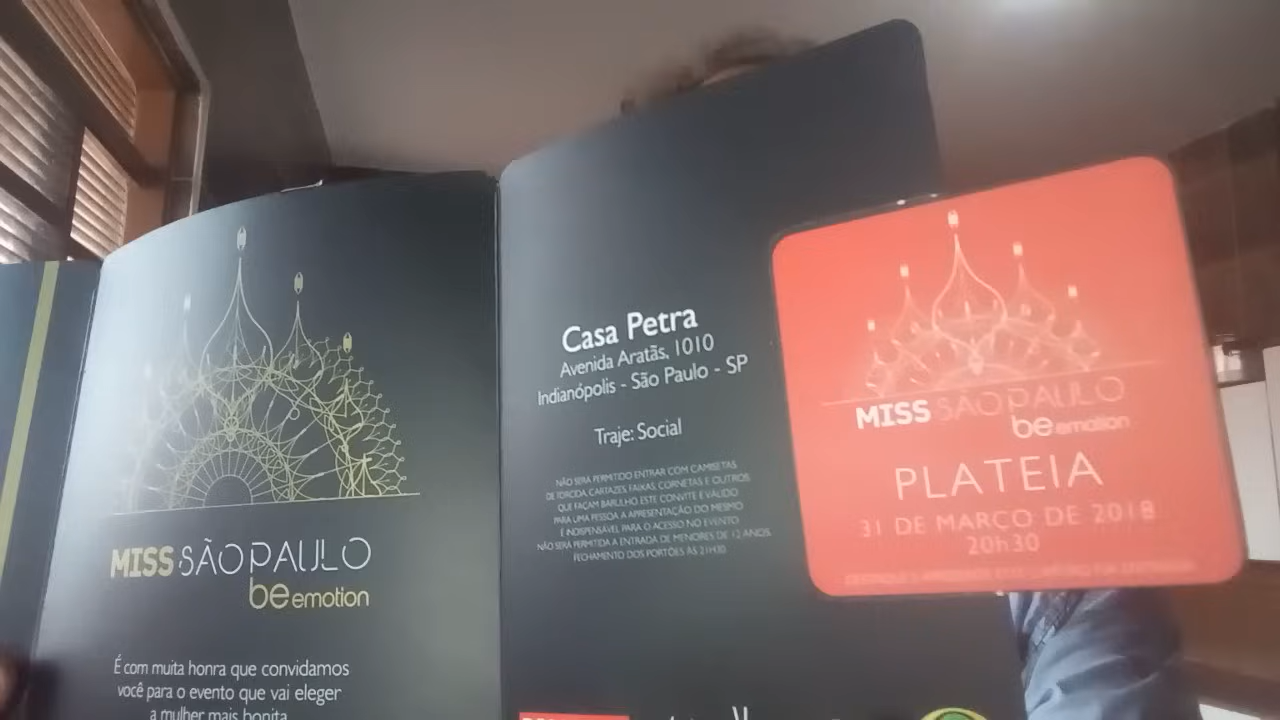 MISS SÃO PAULO
be emotion
É com muita honra que convidamos
você para o evento que vai eleger
a mulher mais bonita
Casa Petra
Avenida Aratãs, 1010
Indianópolis - São Paulo - SP
Traje: Social
NÃO SERÁ PERMITIDO ENTRAR COM CAMISETAS
DE TORCIDA, CARTAZES, FAIXAS, CORNETAS E OUTROS
QUE FAÇAM BARULHO. ESTE CONVITE É VÁLIDO
PARA UMA PESSOA A APRESENTAÇÃO DO MESMO
É INDISPENSÁVEL PARA O ACESSO NO EVENTO
NÃO SERÁ PERMITIDA A ENTRADA DE MENORES DE 12 ANOS
FECHAMENTO DOS PORTÕES ÀS 21H30
MISS SÃO PAULO
be emotion
PLATEIA
31 DE MARÇO DE 2018
20h30